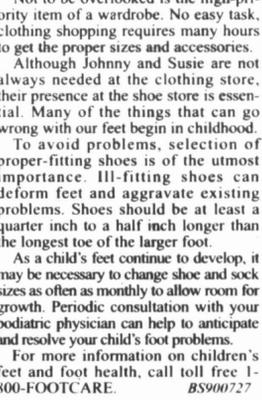 Not to be overlooked is the high-pri-
ority item of a wardrobe. No easy task,
clothing shopping requires many hours
to get the proper sizes and accessories.
Although Johnny and Susie are not
always needed at the clothing store,
their presence at the shoe store is essen-
tial. Many of the things that can go
wrong with our feet begin in childhood.
To avoid problems, selection of
proper-fitting shoes is of the utmost
importance. Ill-fitting shoes can
deform feet and aggravate existing
problems. Shoes should be at least a
quarter inch to a half inch longer than
the longest toe of the larger foot.
As a child's feet continue to develop, it
may be necessary to change shoe and sock
sizes as often as monthly to allow room for
growth. Periodic consultation with your
podiatric physician can help to anticipate
and resolve your child's foot problems.
For more information on children's
feet and foot health, call toll free 1-
800-FOOTCARE. BS900727